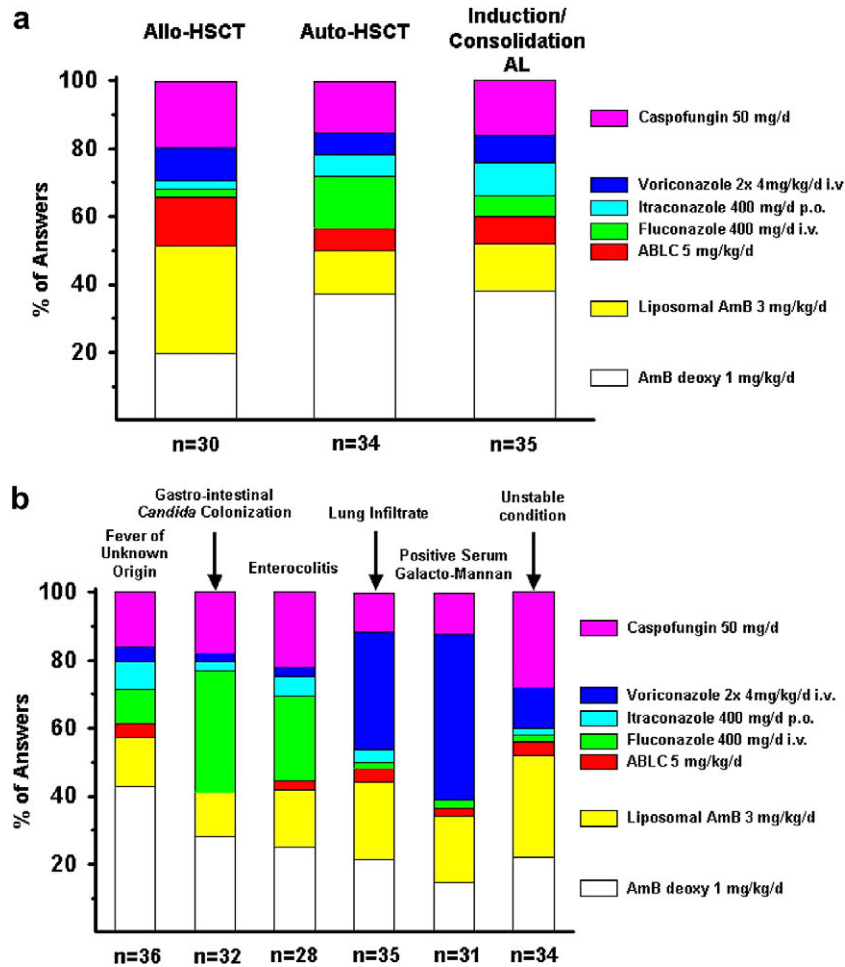 a
Allo-HSCT
Auto-HSCT
Induction/
Consolidation
AL
% of Answers
100
80
60
40
20
n=30
n=34
n=35
Caspofungin 50 mg/d
Voriconazole 2x 4mg/kg/d i.v
Itraconazole 400 mg/d p.o.
Fluconazole 400 mg/d i.v.
ABLC 5 mg/kg/d
Liposomal AmB 3 mg/kg/d
AmB deoxy 1 mg/kg/d
b
Fever of
Unknown
Origin
Gastro-intestinal
Candida Colonization
Enterocolitis
Lung Infiltrate
Positive Serum
Galacto-Mannan
Unstable
condition
% of Answers
100
80
60
40
20
n=36
n=32
n=28
n=35
n=31
n=34
Caspofungin 50 mg/d
Voriconazole 2x 4mg/kg/d i.v.
Itraconazole 400 mg/d p.o.
Fluconazole 400 mg/d i.v.
ABLC 5 mg/kg/d
Liposomal AmB 3 mg/kg/d
AmB deoxy 1 mg/kg/d